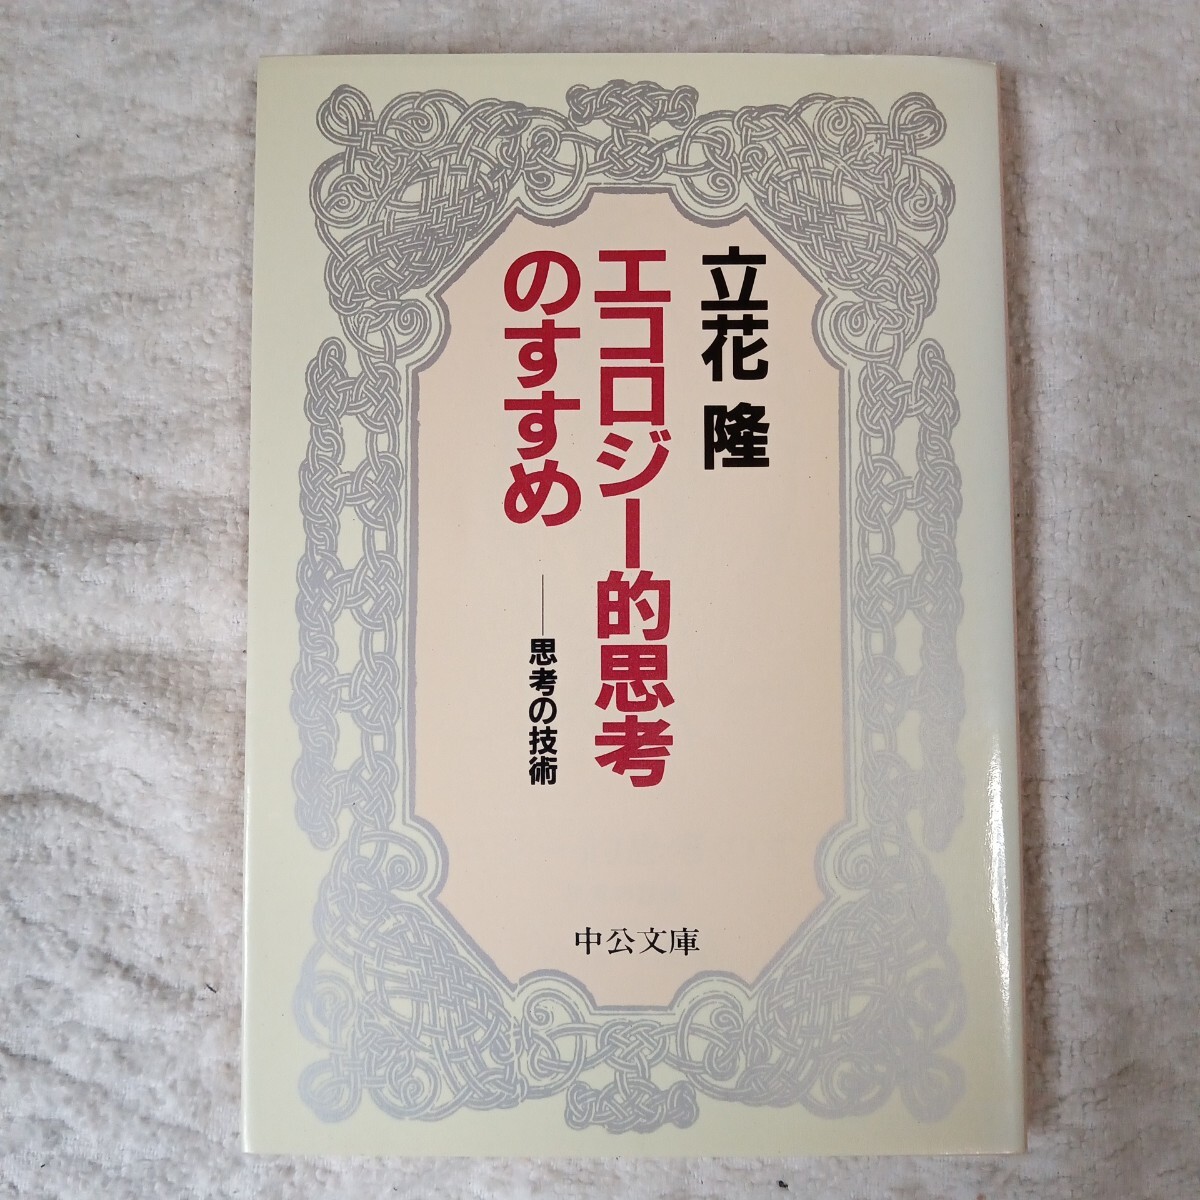 立花 隆
エコロジー的思考
のすすめ
──思考の技術
中公文庫